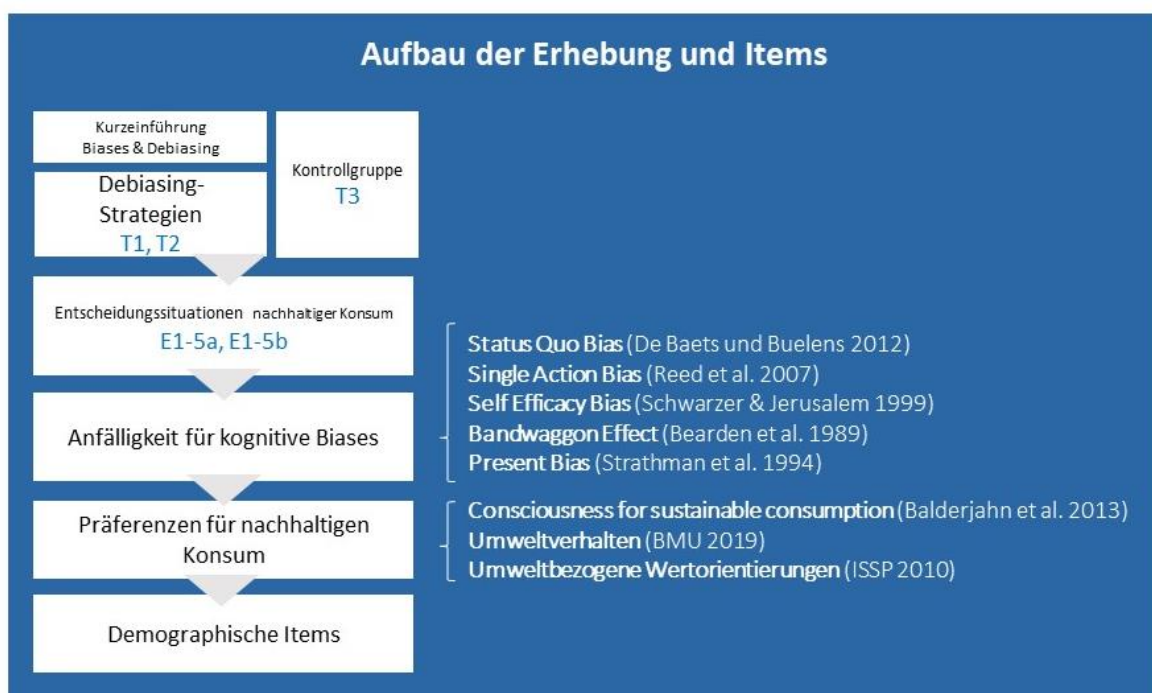 Aufbau der Erhebung und Items
Kurzeinführung
Biases & Debiasing
Debiasing-
Strategien
T1, T2
Kontrollgruppe
T3
Entscheidungssituationen nachhaltiger Konsum
E1-5a, E1-5b
Anfälligkeit für kognitive Biases
Status Quo Bias (De Baets und Buelens 2012)
Single Action Bias (Reed et al. 2007)
Self Efficacy Bias (Schwarzer & Jerusalem 1999)
Bandwaggon Effect (Bearden et al. 1989)
Present Bias (Strathman et al. 1994)
Präferenzen für nachhaltigen
Konsum
Consciousness for sustainable consumption (Balderjahn et al. 2013)
Umweltverhalten (BMU 2019)
Umweltbezogene Wertorientierungen (ISSP 2010)
Demographische Items